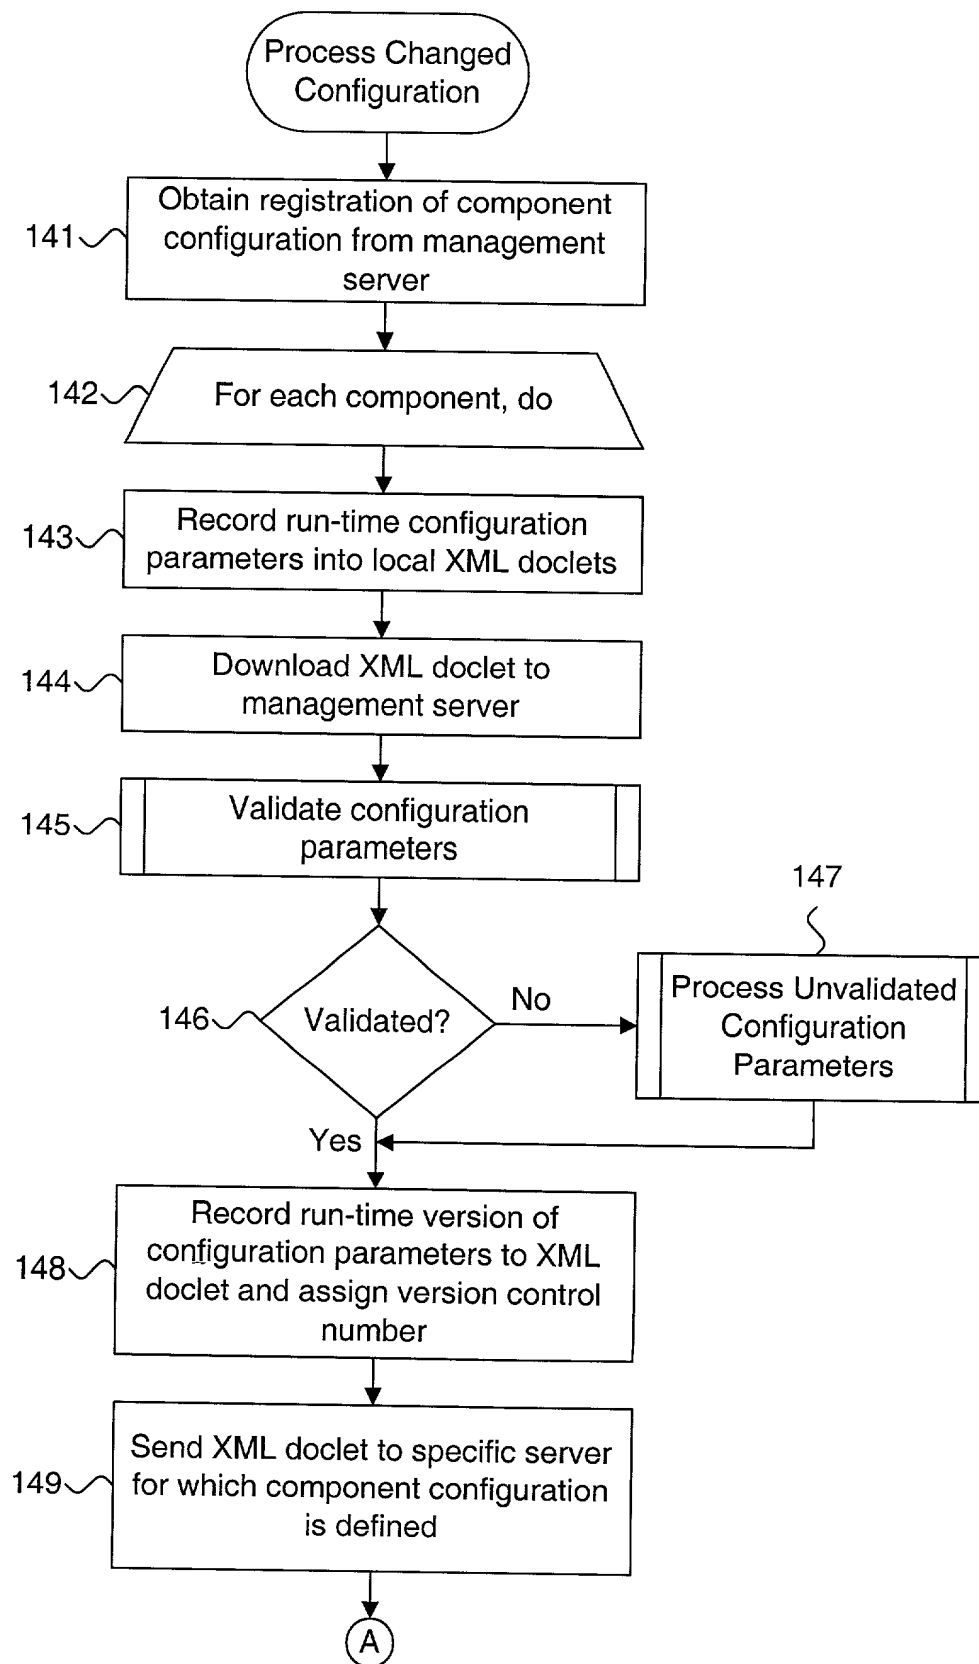 Process Changed
Configuration
Obtain registration of component
configuration from management
server
141
For each component, do
142
Record run-time configuration
parameters into local XML doclets
143
Download XML doclet to
management server
144
Validate configuration
parameters
145
147
Validated?
146
No
Process Unvalidated
Configuration
Parameters
Yes
Record run-time version of
configuration parameters to XML
doclet and assign version control
number
148
Send XML doclet to specific server
for which component configuration
is defined
149
A